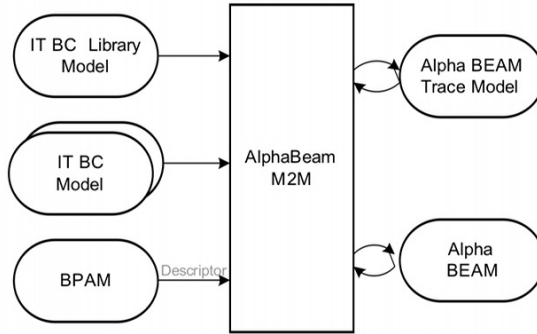 IT BC Library
Model
IT BC
Model
BPAM
Descriptor
AlphaBeam
M2M
Alpha BEAM
Trace Model
Alpha
BEAM